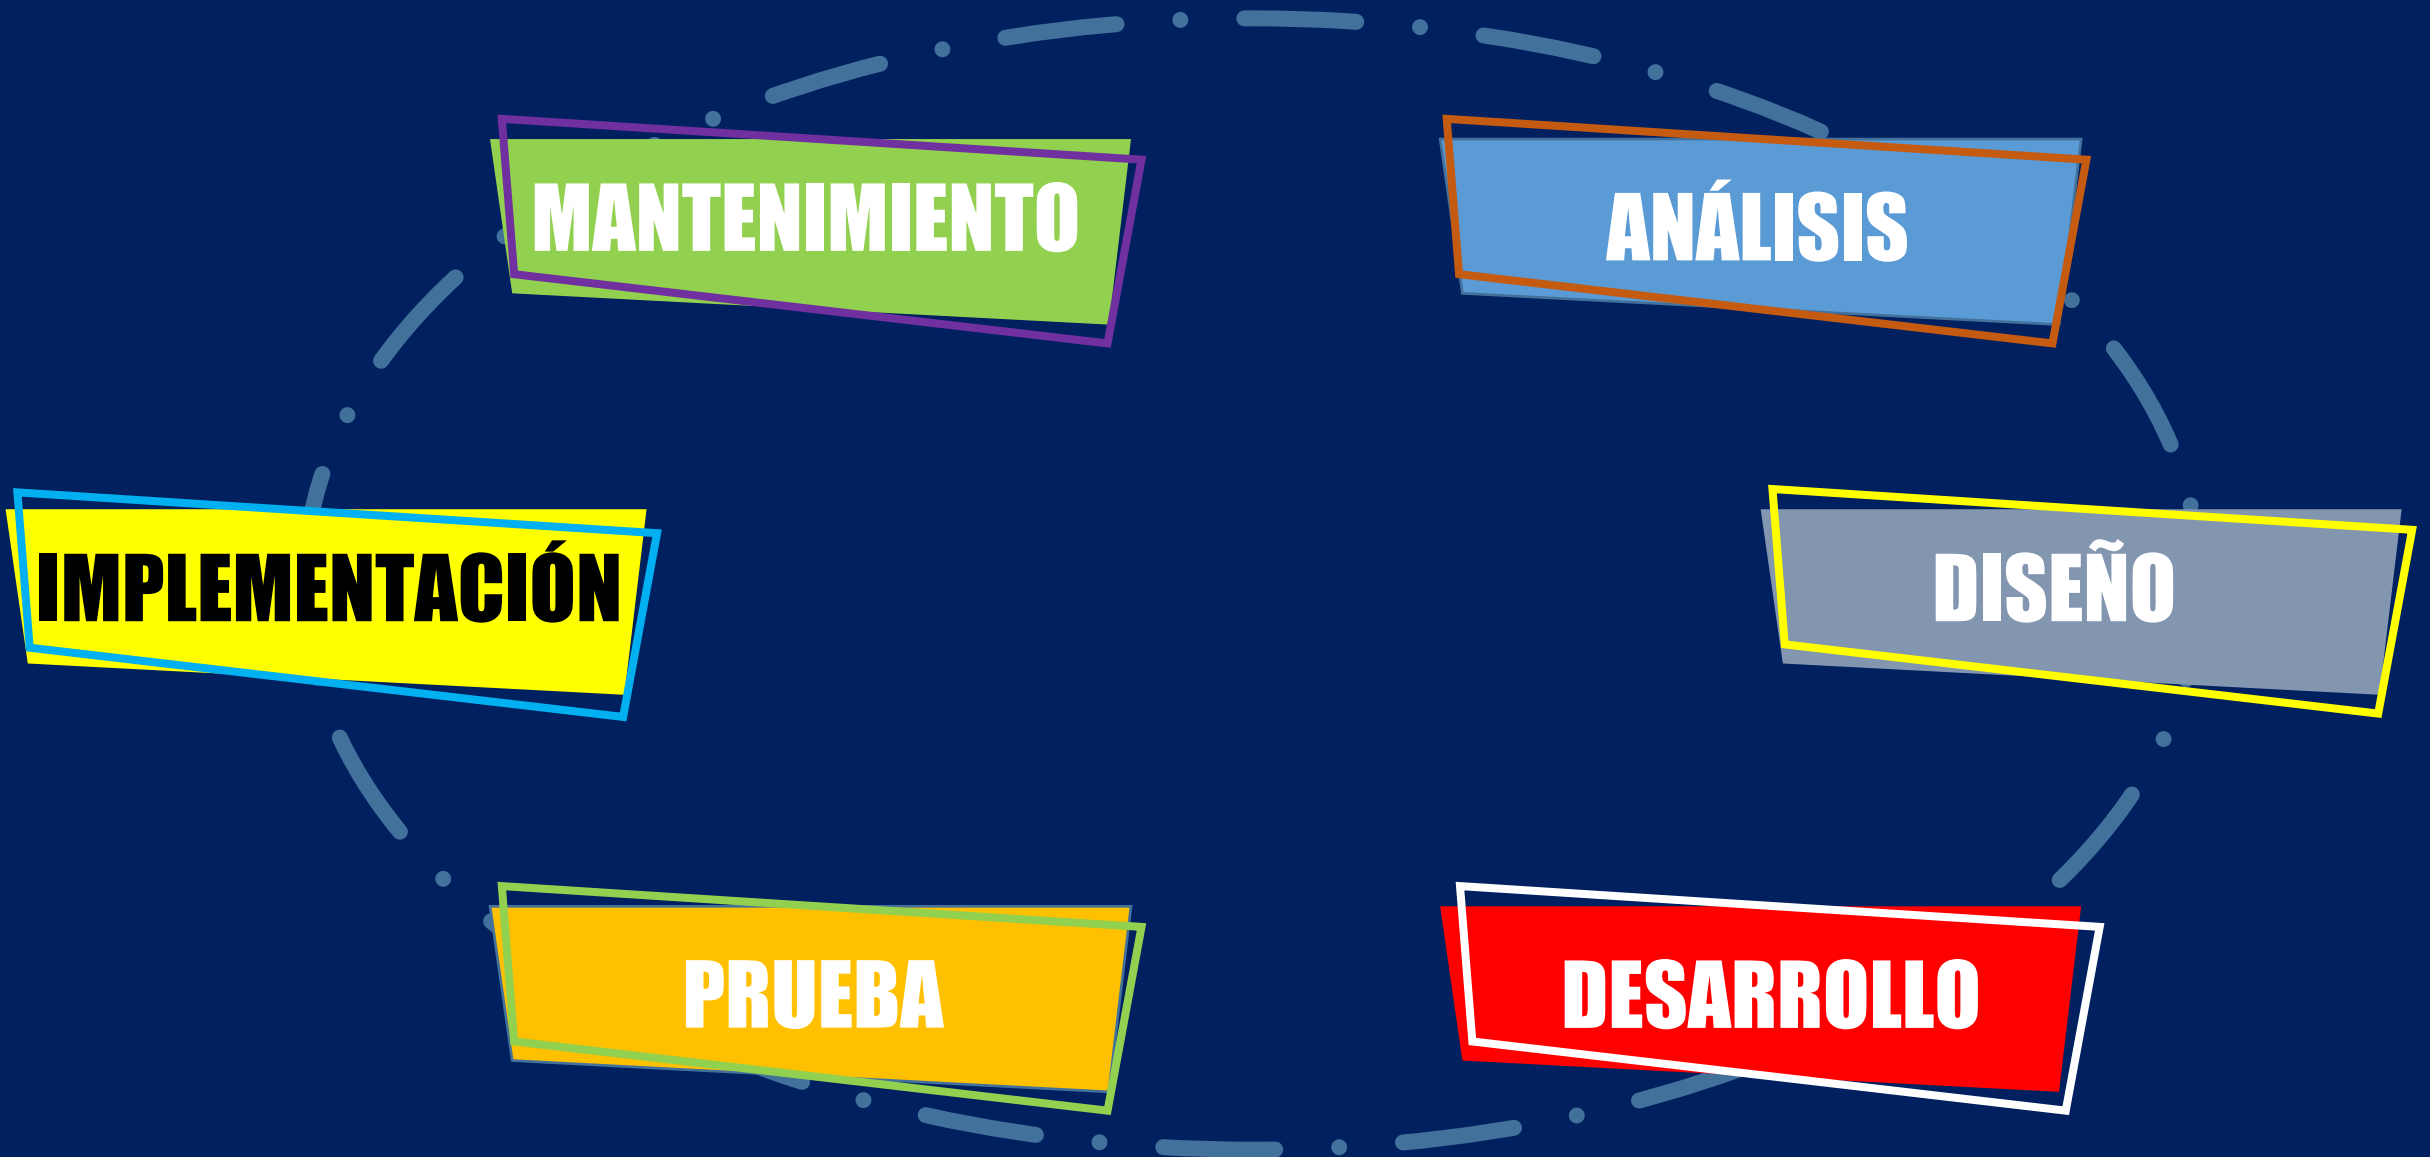 MANTENIMIENTO
ANÁLISIS
IMPLEMENTACIÓN
DISEÑO
PRUEBA
DESARROLLO